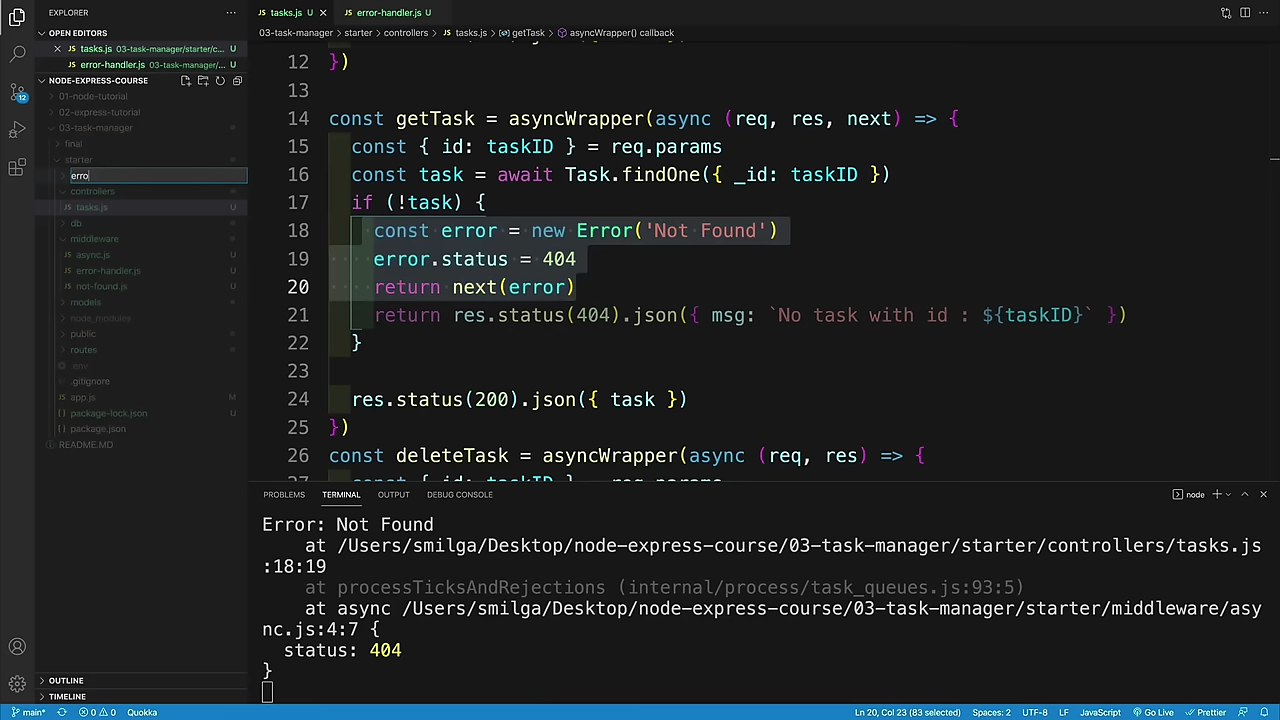 EXPLORER
OPEN EDITORS
tasks.js 03-task-manager/starter/c... U
error-handler.js 03-task-manager/... U
NODE-EXPRESS-COURSE
01-node-tutorial
02-express-tutorial
03-task-manager
final
starter
erro
controllers
tasks.js U
db
middleware
async.js U
error-handler.js U
not-found.js U
models
node_modules
public
routes
.env
.gitignore
app.js M
package-lock.json U
package.json
README.MD
OUTLINE
TIMELINE
12
JS tasks.js U
JS error-handler.js U
03-task-manager > starter > controllers > JS tasks.js > getTask > asyncWrapper() callback
12 })
13
14 const getTask = asyncWrapper(async (req, res, next) => {
15 const { id: taskID } = req.params
16 const task = await Task.findOne({ _id: taskID })
17 if (!task) {
18 const error = new Error('Not Found')
19 error.status = 404
20 return next(error)
21 return res.status(404).json({ msg: `No task with id : ${taskID}` })
22 }
23
24 res.status(200).json({ task })
25 })
26 const deleteTask = asyncWrapper(async (req, res) => {
PROBLEMS TERMINAL OUTPUT DEBUG CONSOLE
node
Error: Not Found
at /Users/smilga/Desktop/node-express-course/03-task-manager/starter/controllers/tasks.js
:18:19
at processTicksAndRejections (internal/process/task_queues.js:93:5)
at async /Users/smilga/Desktop/node-express-course/03-task-manager/starter/middleware/asy
nc.js:4:7 {
status: 404
}
main* 0 0 Quokka
Ln 20, Col 23 (83 selected) Spaces: 2 UTF-8 LF JavaScript Go Live Prettier